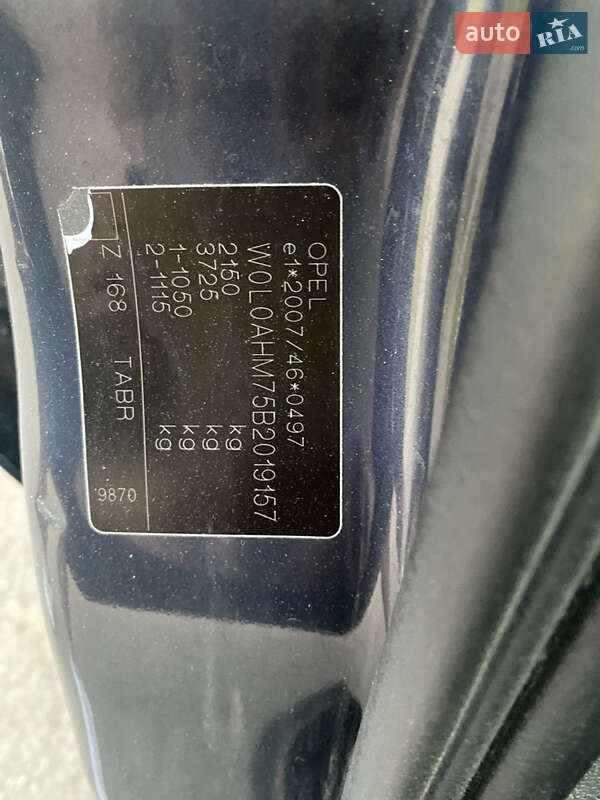 auto RIA .com
OPEL
e1*2007/46*0497
W0L0AHM75B2019157
2150 kg
3725 kg
1-1050 kg
2-1115 kg
Z 168 TABR
9870